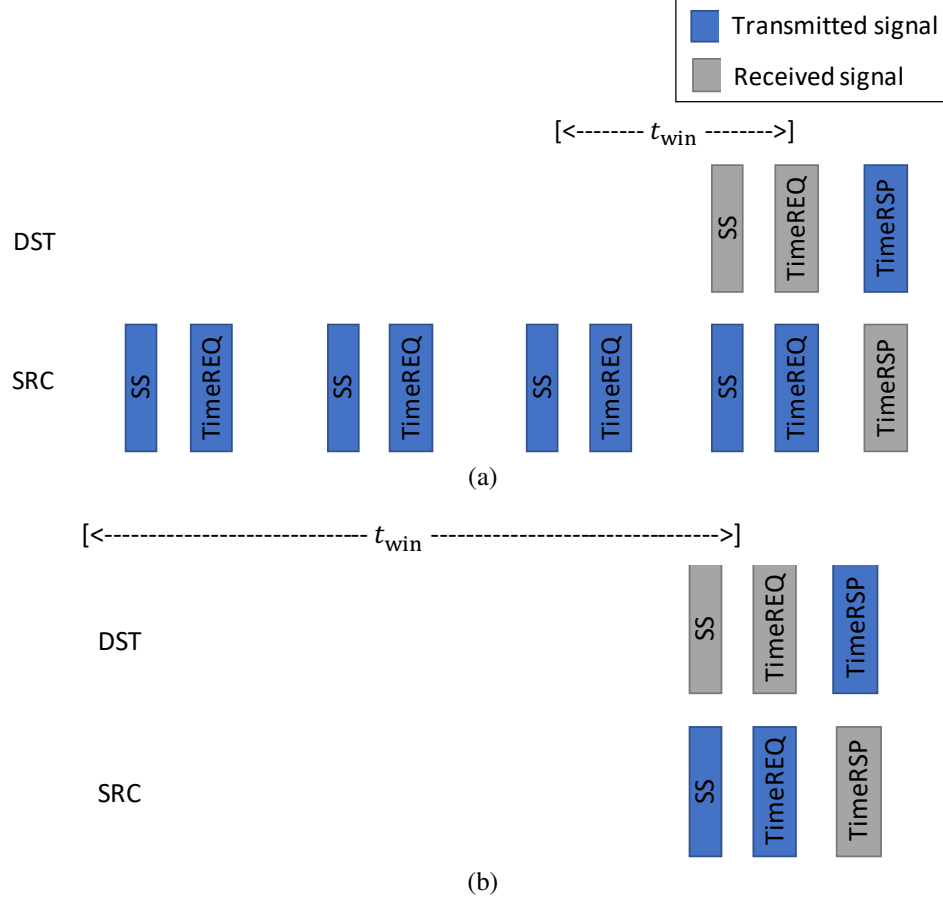 Transmitted signal
Received signal
[<-------- t_win ------->]
SS
TimeREQ
TimeRSP
DST
SS
TimeREQ
SS
TimeREQ
SS
TimeREQ
SS
TimeREQ
TimeRSP
SRC
(a)
[<---------------------------- t_win ----------------------------->]
SS
TimeREQ
TimeRSP
DST
SS
TimeREQ
TimeRSP
SRC
(b)